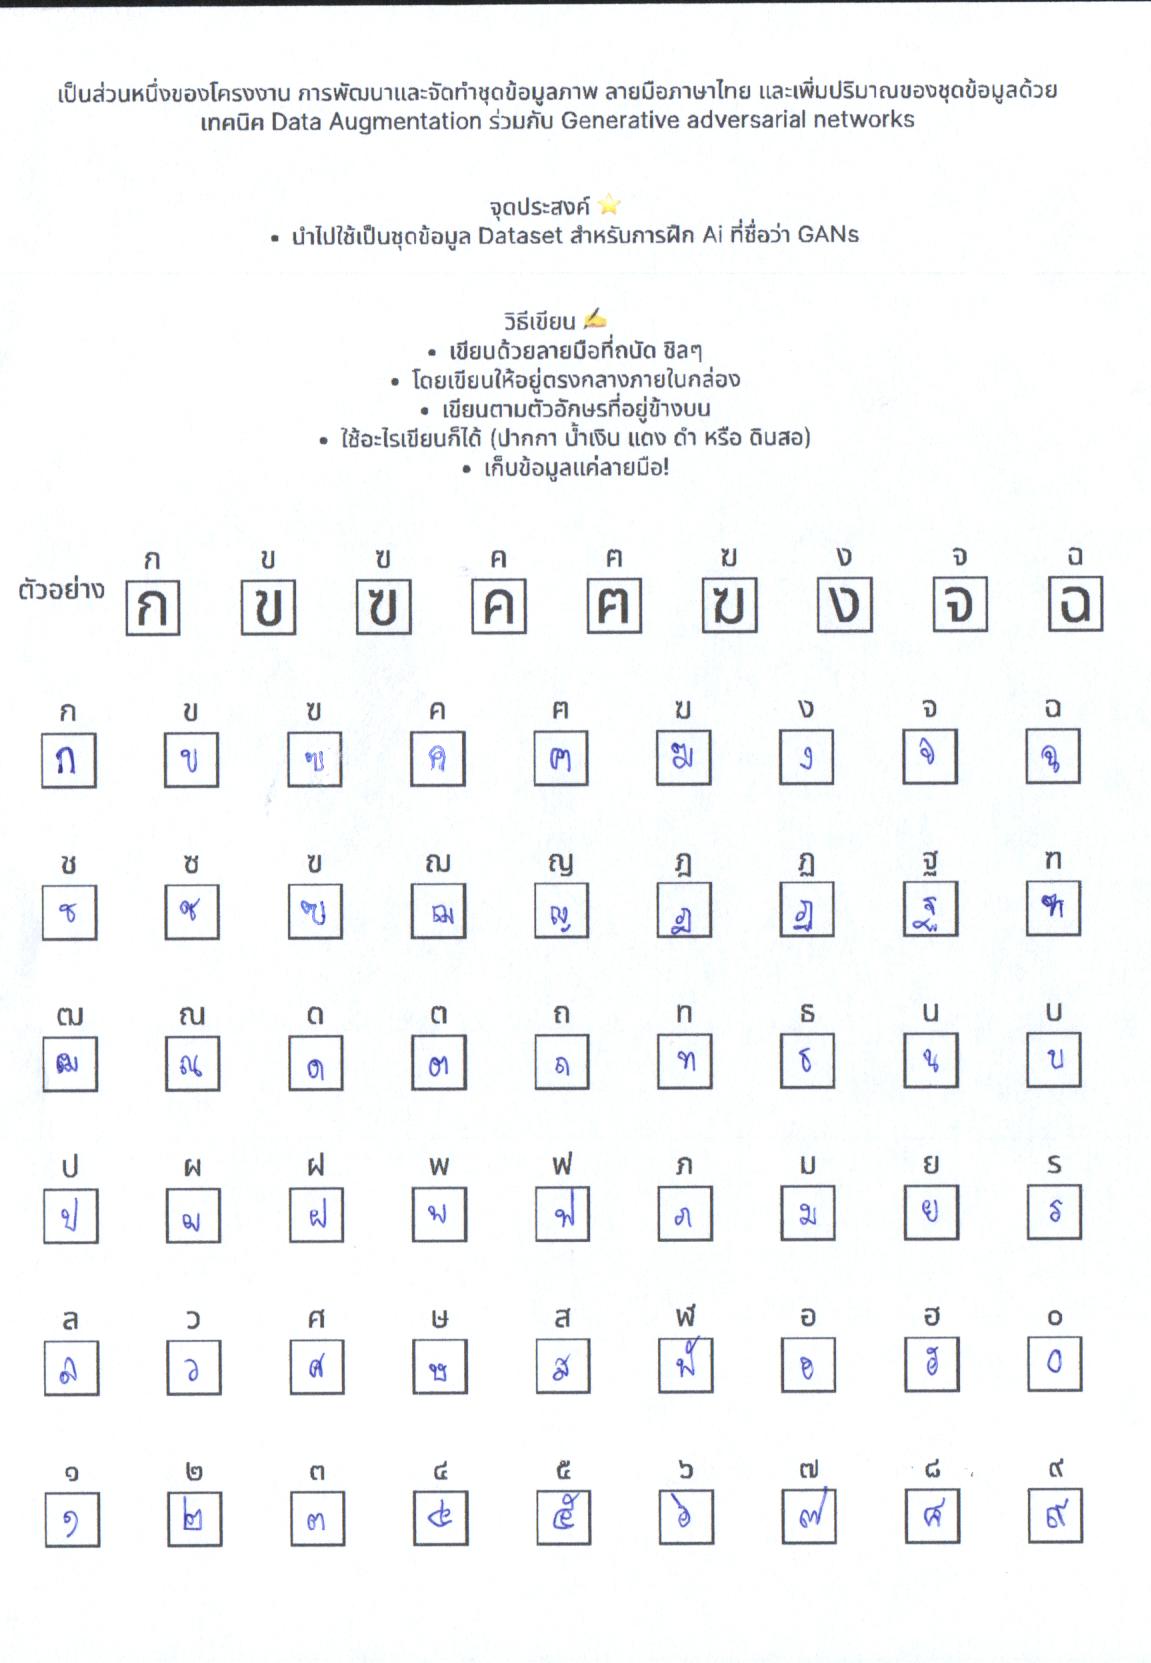 เป็นส่วนหนึ่งของโครงงาน การพัฒนาและจัดทำชุดข้อมูลภาพ ลายมือภาษาไทย และเพิ่มปริมาณของชุดข้อมูลด้วย
เทคนิค Data Augmentation ร่วมกับ Generative adversarial networks
จุดประสงค์ ⭐
• นำไปใช้เป็นชุดข้อมูล Dataset สำหรับการฝึก Ai ที่ชื่อว่า GANs
วิธีเขียน ✍️
• เขียนด้วยลายมือที่ถนัด ชิลๆ
• โดยเขียนให้อยู่ตรงกลางภายในกล่อง
• เขียนตามตัวอักษรที่อยู่ข้างบน
• ใช้อะไรเขียนก็ได้ (ปากกา น้ำเงิน แดง ดำ หรือ ดินสอ)
• เก็บข้อมูลแค่ลายมือ!
ก ข ฃ ค ฅ ฆ ง จ ฉ
ตัวอย่าง ก ข ฃ ค ฅ ฆ ง จ ฉ
ก ข ฃ ค ฅ ฆ ง จ ฉ
ก ข ฃ ค ฅ ฆ ง จ ฉ
ช ซ ฃ ฌ ญ ฎ ฏ ฐ ฑ
ช ซ ฃ ฌ ญ ฎ ฏ ฐ ฑ
ฒ ณ ด ต ถ ท ธ น บ
ฒ ณ ด ต ถ ท ธ น บ
ป ผ ฝ พ ฟ ภ ม ย ร
ป ผ ฝ พ ฟ ภ ม ย ร
ล ว ศ ษ ส ฬ อ ฮ ๐
ล ว ศ ษ ส ฬ อ ฮ ๐
๑ ๒ ๓ ๔ ๕ ๖ ๗ ๘ ๙
๑ ๒ ๓ ๔ ๕ ๖ ๗ ๘ ๙